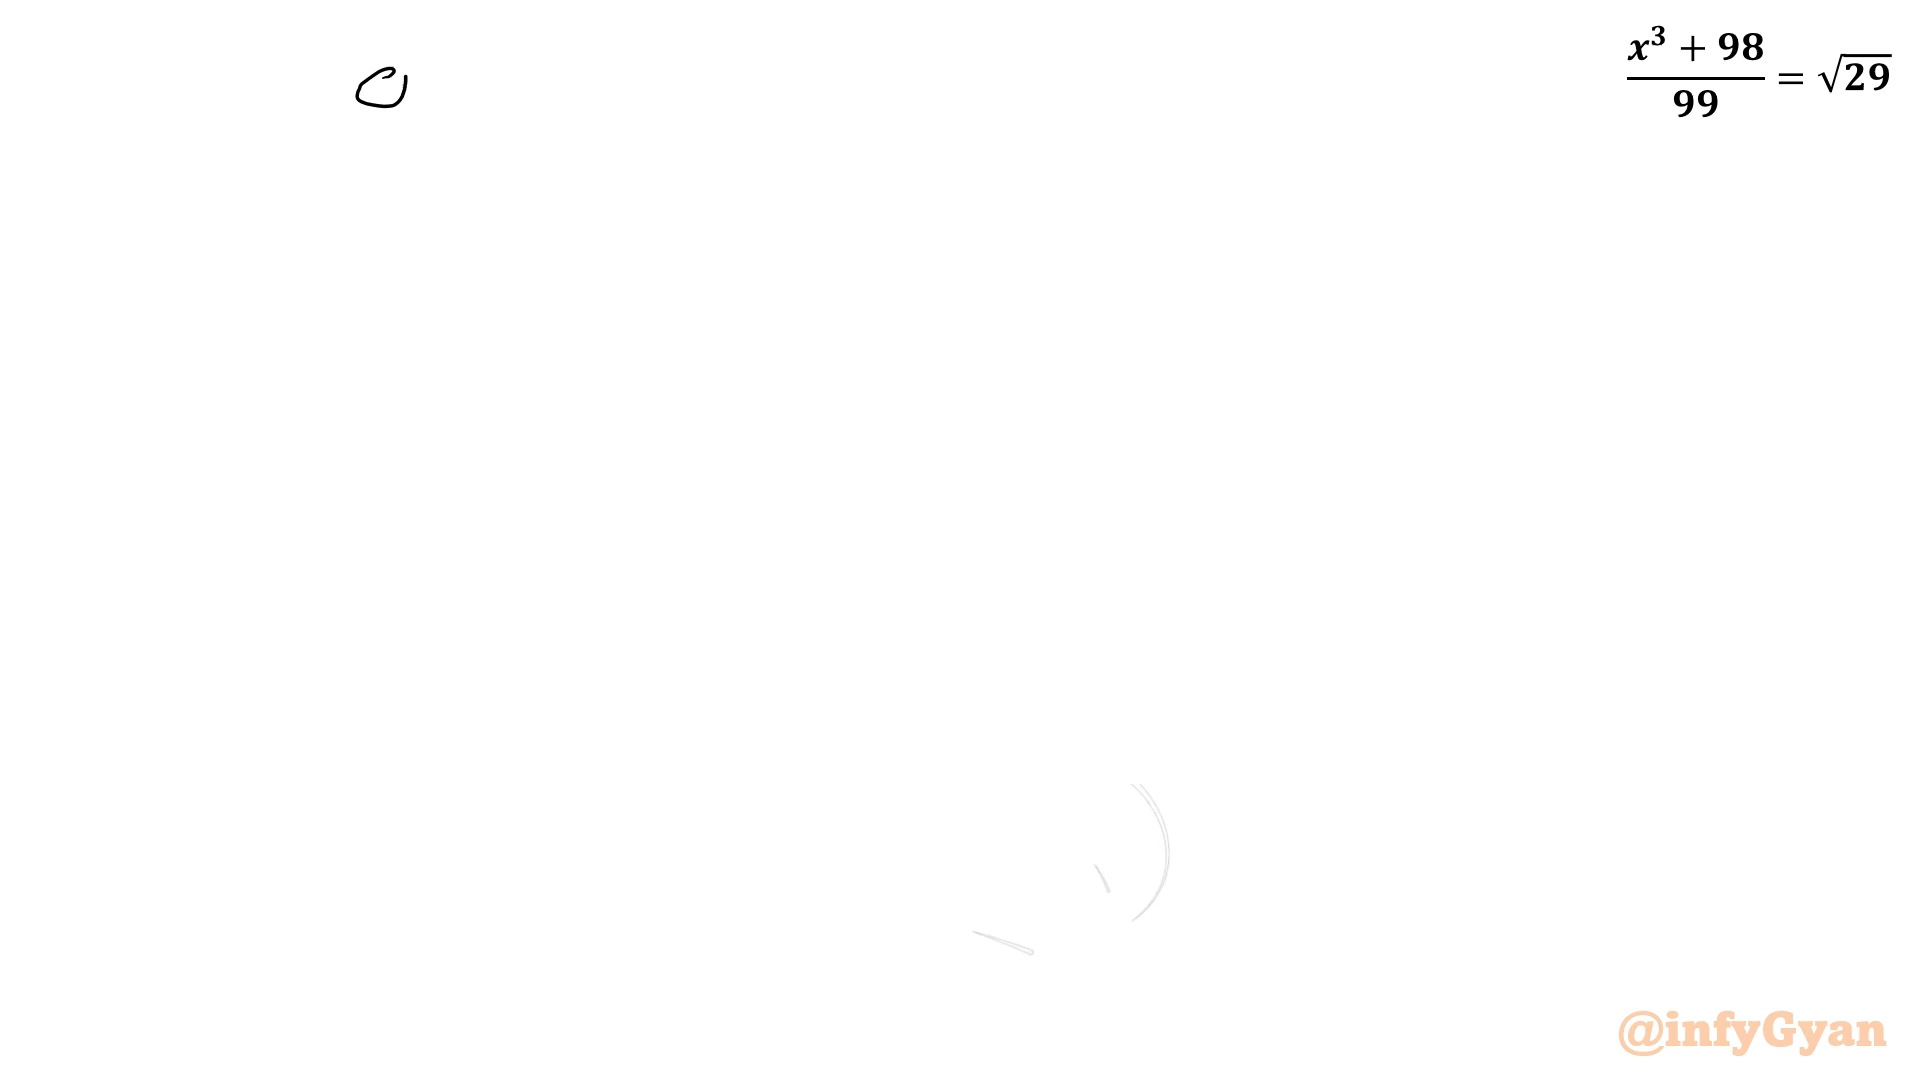 x³ + 98
99
= √29
@infyGyan